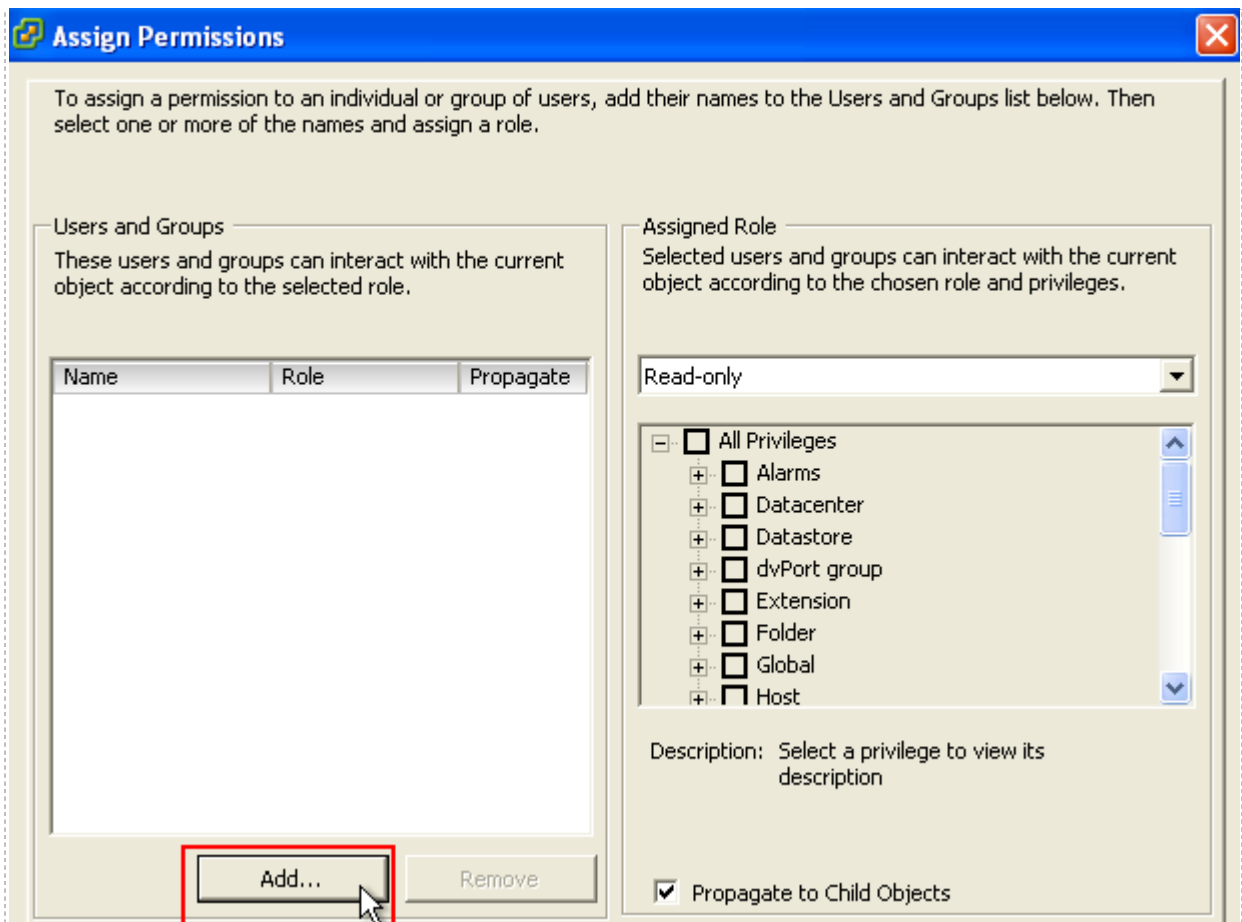 Assign Permissions
To assign a permission to an individual or group of users, add their names to the Users and Groups list below. Then
select one or more of the names and assign a role.
Users and Groups
These users and groups can interact with the current
object according to the selected role.
Name Role Propagate
Add... Remove
Assigned Role
Selected users and groups can interact with the current
object according to the chosen role and privileges.
Read-only
All Privileges
Alarms
Datacenter
Datastore
dvPort group
Extension
Folder
Global
Host
Description: Select a privilege to view its
description
Propagate to Child Objects